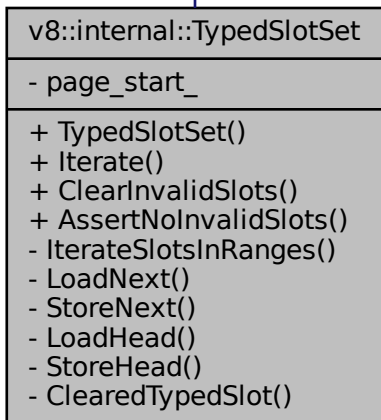 v8::internal::TypedSlotSet
- page_start_
+ TypedSlotSet()
+ Iterate()
+ ClearInvalidSlots()
+ AssertNoInvalidSlots()
- IterateSlotsInRanges()
- LoadNext()
- StoreNext()
- LoadHead()
- StoreHead()
- ClearedTypedSlot()